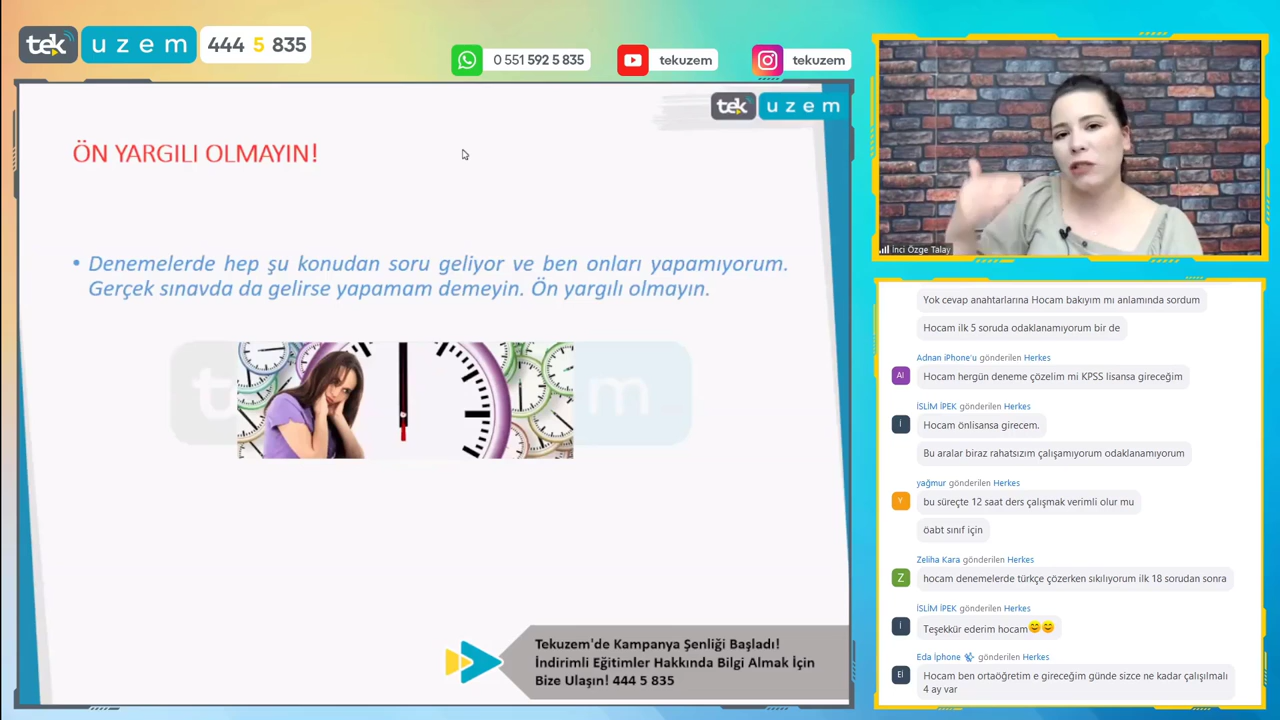 tek uzem 444 5 835
0 551 592 5 835
tekuzem
tekuzem
tek uzem
ÖN YARGILI OLMAYIN!
• Denemelerde hep şu konudan soru geliyor ve ben onları yapamıyorum.
Gerçek sınavda da gelirse yapamam demeyin. Ön yargılı olmayın.
Tekuzem'de Kampanya Şenliği Başladı!
İndirimli Eğitimler Hakkında Bilgi Almak İçin
Bize Ulaşın! 444 5 835
İnci Özge Talay
Yok cevap anahtarlarına Hocam bakıyım mı anlamında sordum
Hocam ilk 5 soruda odaklanamıyorum bir de
Adnan iPhone'u gönderilen Herkes
AI
Hocam hergün deneme çözelim mi KPSS lisansa gireceğim
İSLİM İPEK gönderilen Herkes
İ
Hocam önlisansa girecem.
Bu aralar biraz rahatsızım çalışamıyorum odaklanamıyorum
yağmur gönderilen Herkes
Y
bu süreçte 12 saat ders çalışmak verimli olur mu
öabt sınıf için
Zeliha Kara gönderilen Herkes
Z
hocam denemelerde türkçe çözerken sıkılıyorum ilk 18 sorudan sonra
İSLİM İPEK gönderilen Herkes
İ
Teşekkür ederim hocam😊😊
Eda İphone gönderilen Herkes
Eİ
Hocam ben ortaöğretim e gireceğim günde sizce ne kadar çalışılmalı
4 ay var